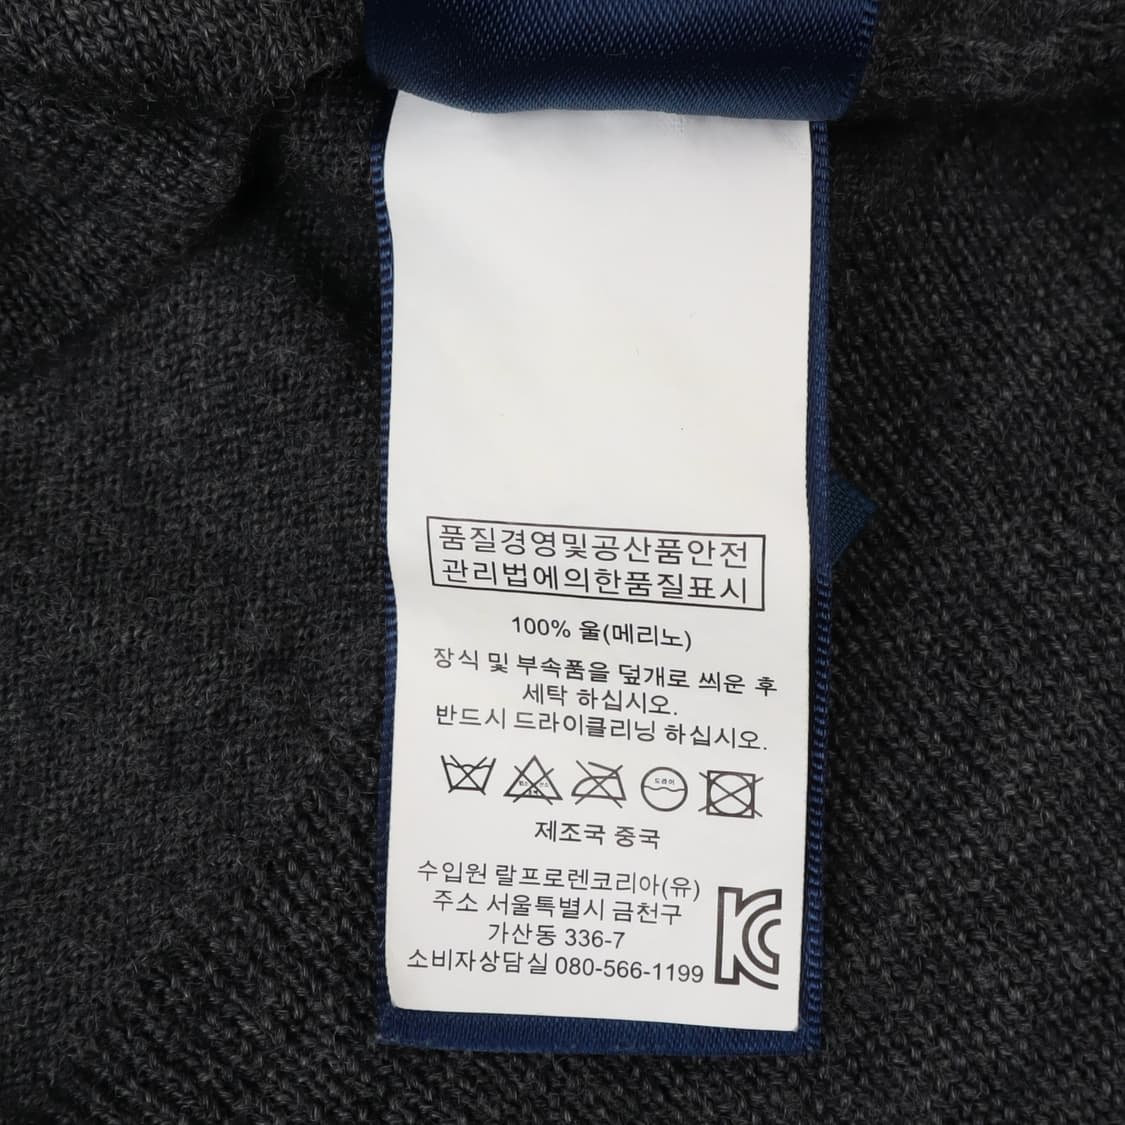 품질경영및공산품안전
관리법에의한품질표시
100% 울(메리노)
장식 및 부속품을 덮개로 씌운 후
세탁 하십시오.
반드시 드라이클리닝 하십시오.
드라이
제조국 중국
수입원 랄프로렌코리아(유)
주소 서울특별시 금천구
가산동 336-7
소비자상담실 080-566-1199